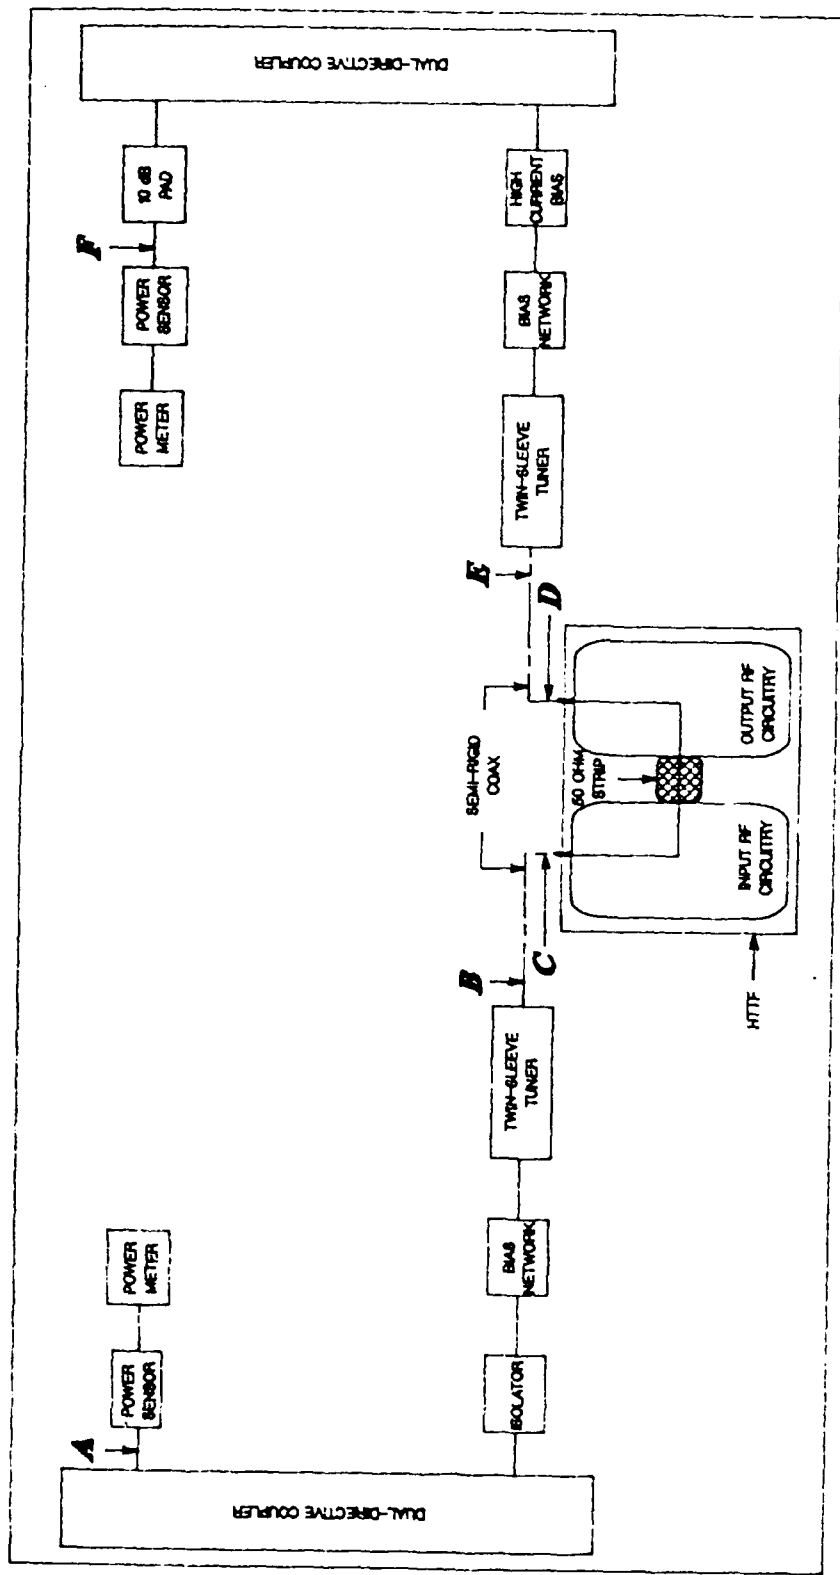 DUAL-DIRECTIVE COUPLER
A
POWER
SENSOR
POWER
METER
ISOLATOR
BIAS
NETWORK
TWIN-SLEEVE
TUNER
B
C
SEMI-RIGID
COAX
D
E
HTTF
INPUT RF
CIRCUITRY
50 OHM
STRIP
OUTPUT RF
CIRCUITRY
TWIN-SLEEVE
TUNER
BIAS
NETWORK
HIGH
CURRENT
BIAS
POWER
METER
POWER
SENSOR
F
10 dB
PAD
DUAL-DIRECTIVE COUPLER